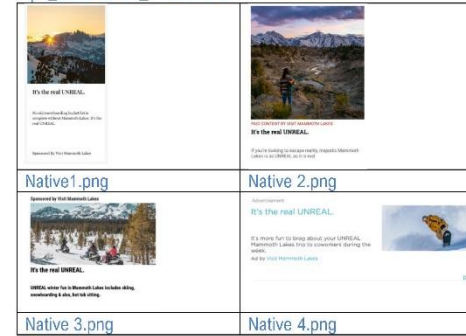 It's the real UNREAL.
Sponsored by Visit Mammoth Lakes
Native1.png
PAID CONTENT BY VISIT MAMMOTH LAKES
It's the real UNREAL.
If you're looking to escape reality, majestic Mammoth
Lakes is as UNREAL as it is real
Native 2.png
Sponsored by Visit Mammoth Lakes
It's the real UNREAL.
UNREAL winter fun in Mammoth Lakes includes skiing,
snowboarding & also, hot tub sitting.
Native 3.png
Advertisement
It's the real UNREAL.
It's more fun to brag about your UNREAL
Mammoth Lakes trip to coworkers during the
week.
Ad by Visit Mammoth Lakes
Native 4.png